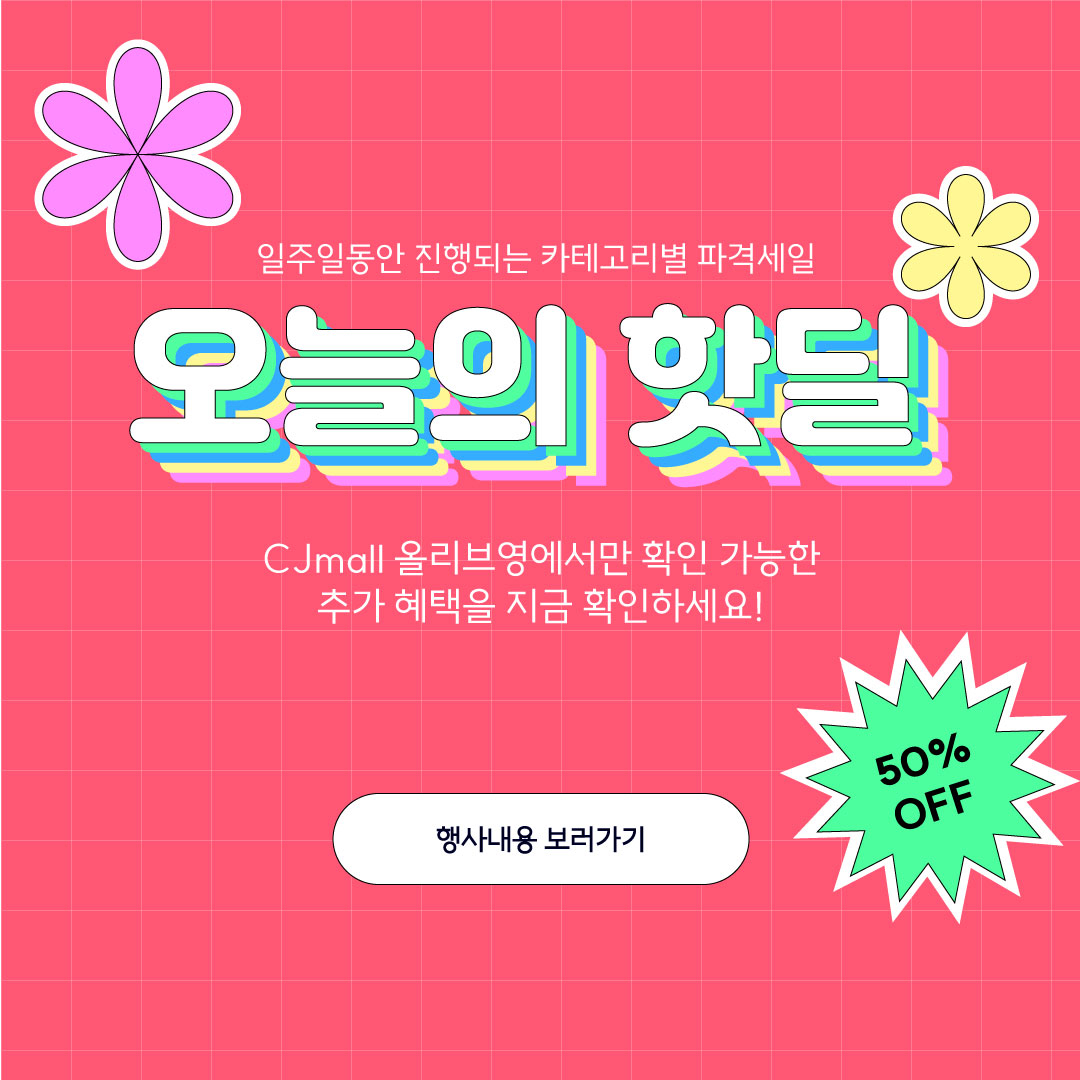 일주일동안 진행되는 카테고리별 파격세일
오늘의 핫딜
CJmall 올리브영에서만 확인 가능한
추가 혜택을 지금 확인하세요!
50%
OFF
행사내용 보러가기